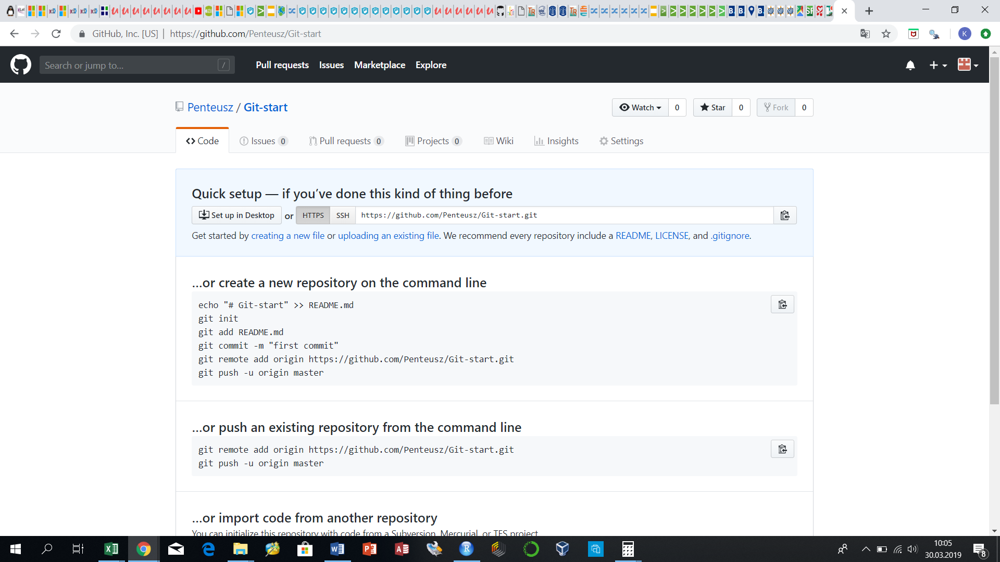 GitHub, Inc. [US] | https://github.com/Penteusz/Git-start
K
Search or jump to...
/
Pull requests Issues Marketplace Explore
Penteusz / Git-start
Watch 0 Star 0 Fork 0
Code Issues 0 Pull requests 0 Projects 0 Wiki Insights Settings
Quick setup — if you’ve done this kind of thing before
Set up in Desktop or HTTPS SSH https://github.com/Penteusz/Git-start.git
Get started by creating a new file or uploading an existing file. We recommend every repository include a README, LICENSE, and .gitignore.
…or create a new repository on the command line
echo "# Git-start" >> README.md
git init
git add README.md
git commit -m "first commit"
git remote add origin https://github.com/Penteusz/Git-start.git
git push -u origin master
…or push an existing repository from the command line
git remote add origin https://github.com/Penteusz/Git-start.git
git push -u origin master
…or import code from another repository
You can initialize this repository with code from a Subversion, Mercurial, or TFS project.
10:05
30.03.2019
8